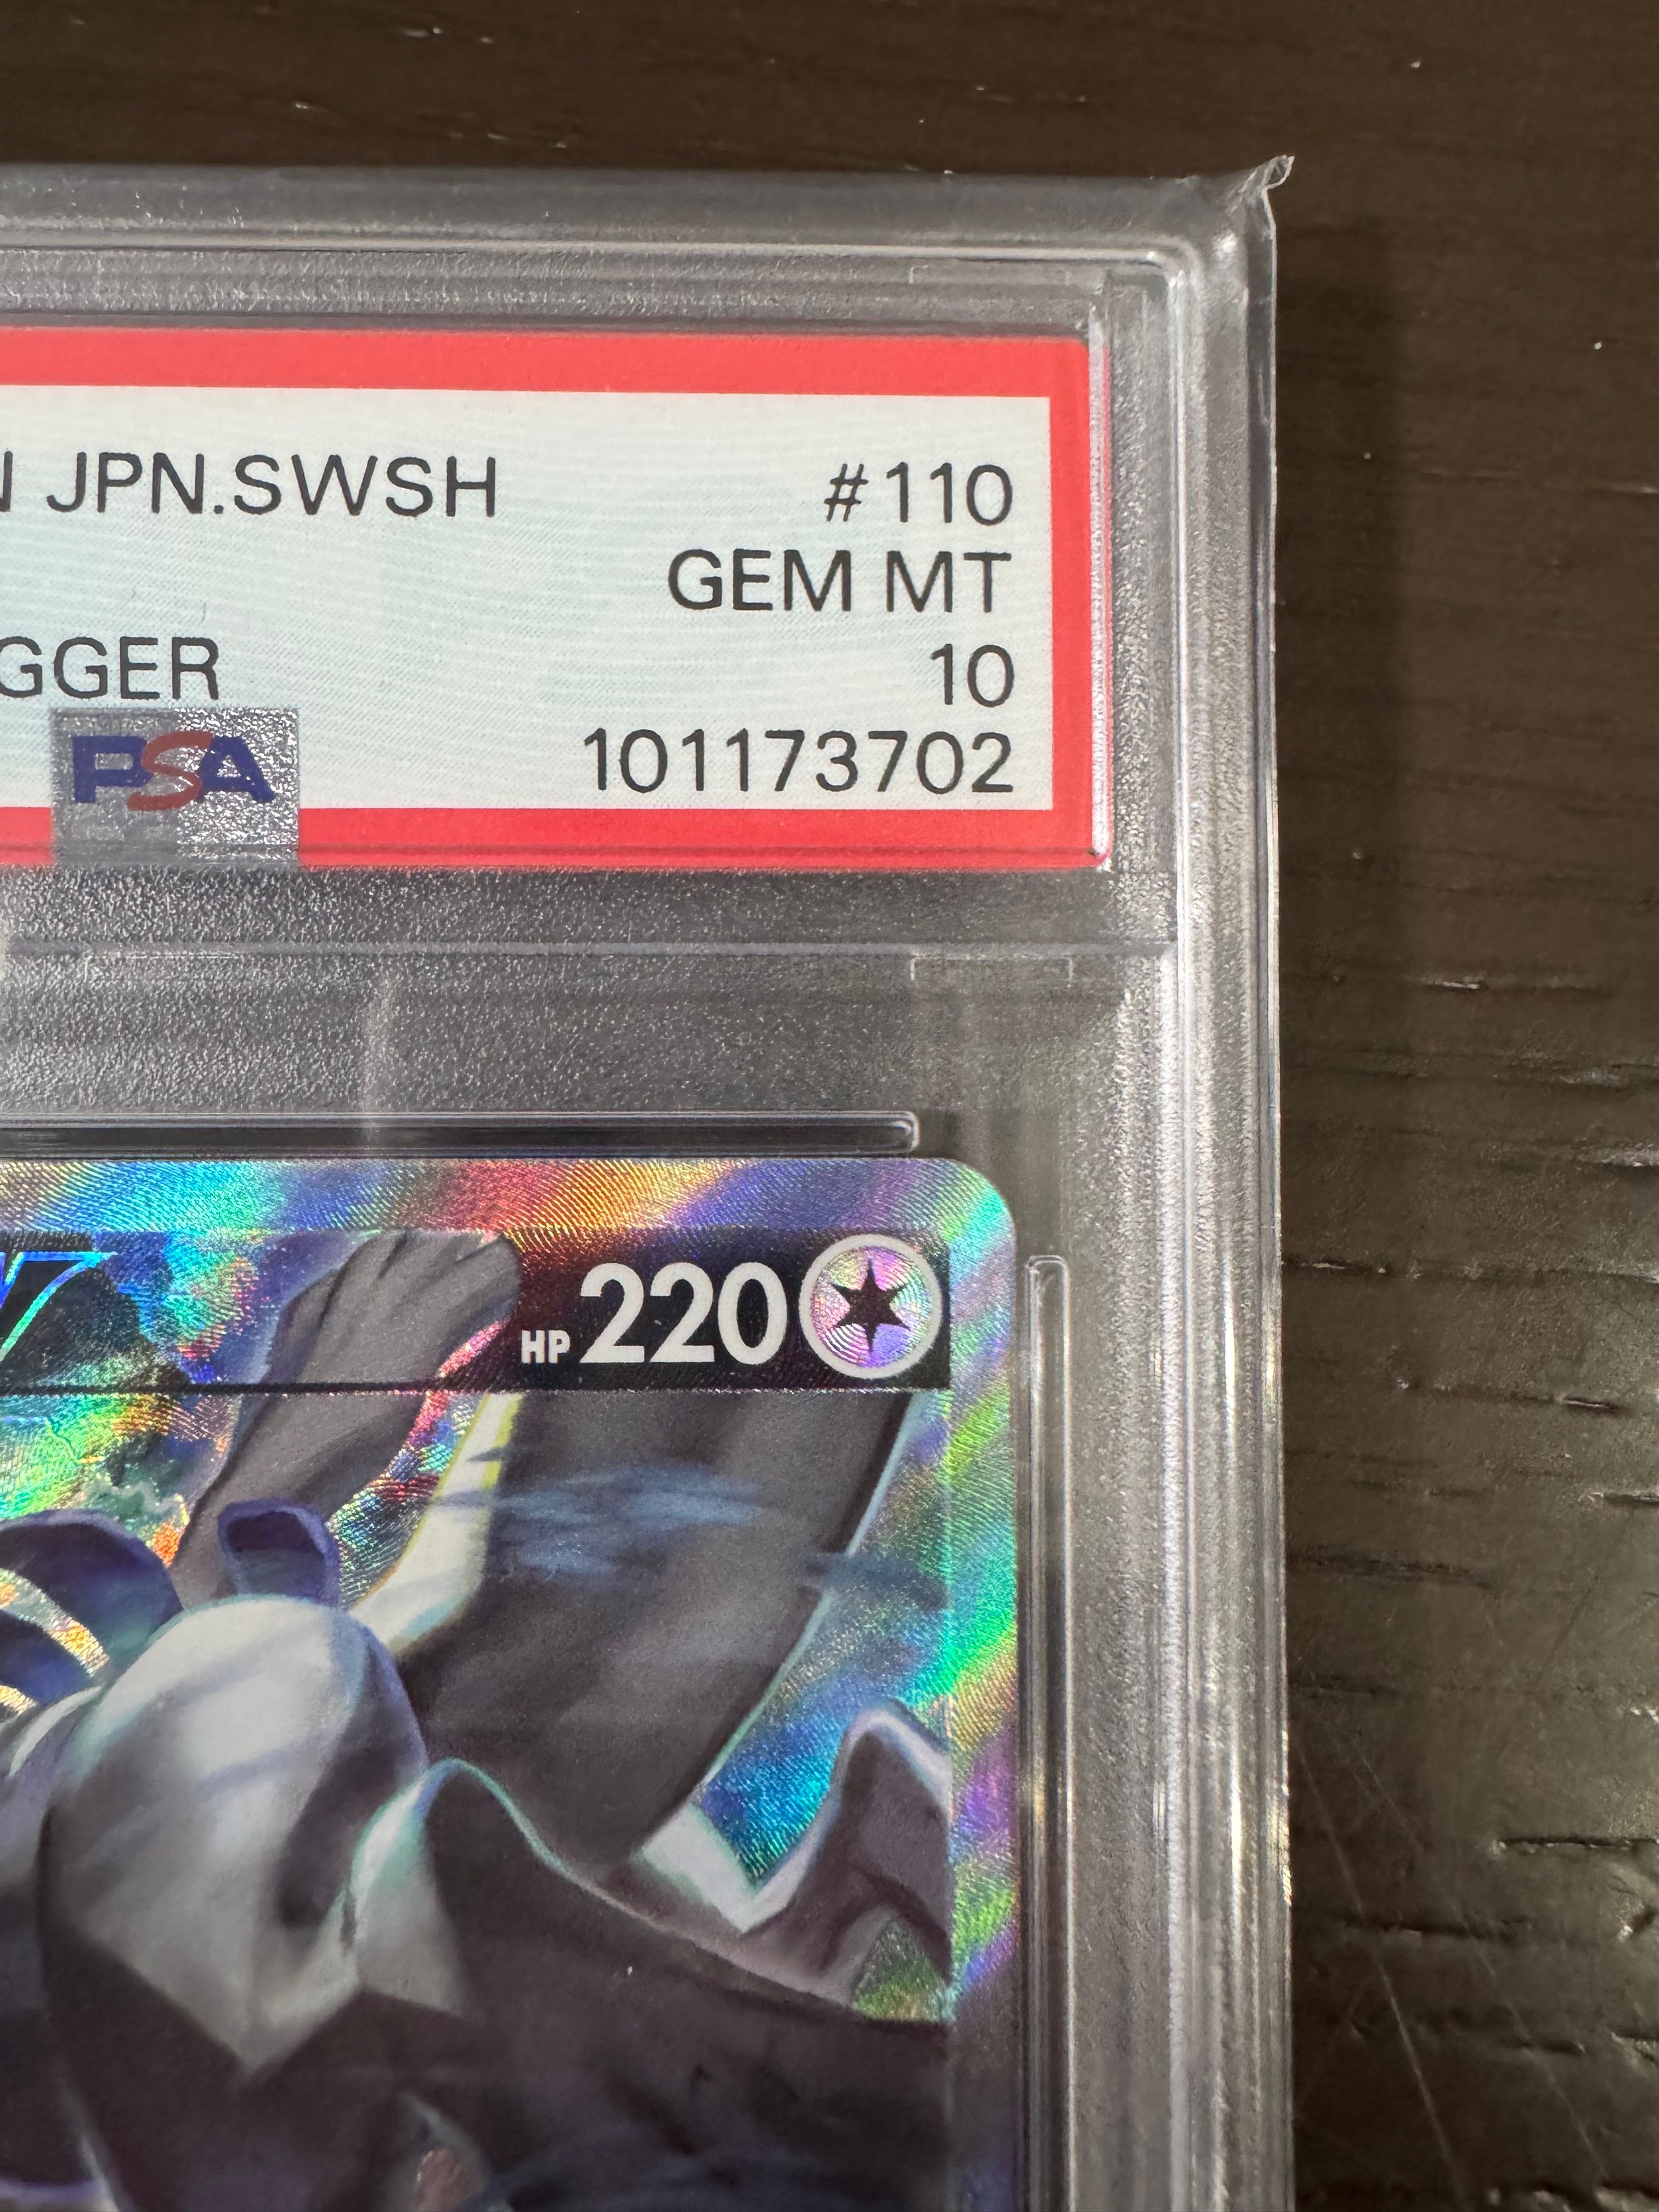 JPN.SWSH #110
GEM MT
GGER 10
PSA 101173702
HP 220